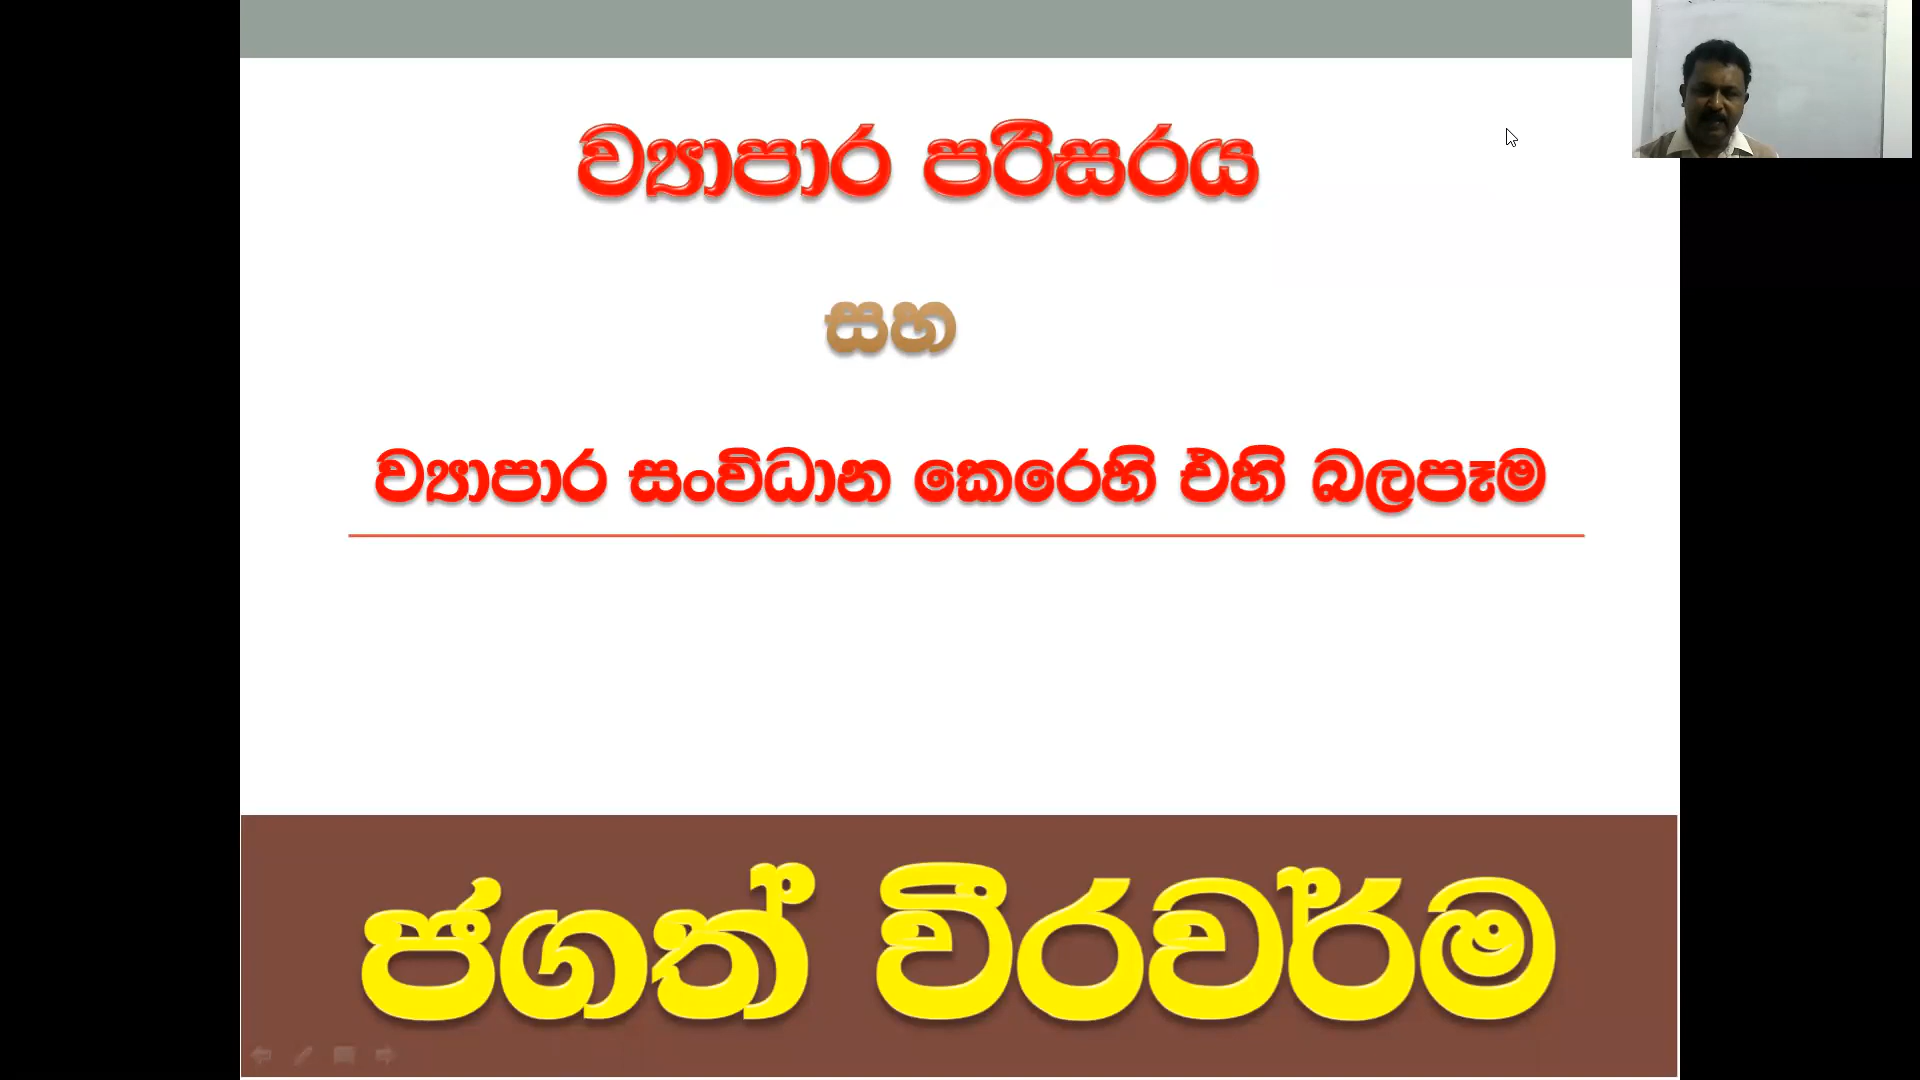 ව්‍යාපාර පරිසරය
සහ
ව්‍යාපාර සංවිධාන කෙරෙහි එහි බලපෑම
ජගත් වීරවර්ම